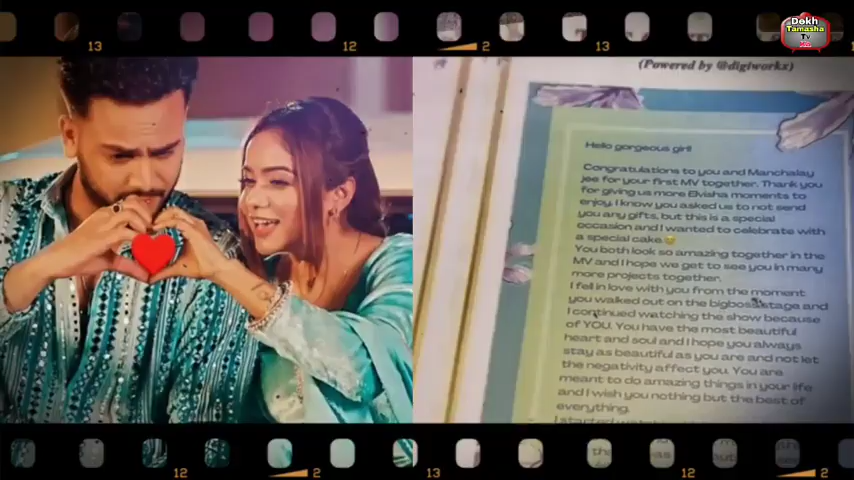 Dekh
Tamasha
Tv
13
12
2
13
(Powered by @digiworkx)
Hello gorgeous girl!
Congratulations to you and Manchalay
jee for your first MV together. Thank you
for giving us more Elvisha moments to
enjoy. I know you asked us to not send
you any gifts, but this is a special
occasion and I wanted to celebrate with
a special cake😄
You both look so amazing together in the
MV and I hope we get to see you in many
more projects together.
I fell in love with you from the moment
you walked out on the bigboss stage and
I continued watching the show because
of YOU. You have the most beautiful
heart and soul and I hope you always
stay as beautiful as you are and not let
the negativity affect you. You are
meant to do amazing things in your life
and I wish you nothing but the best of
everything.
I started
12
2
13
12
2